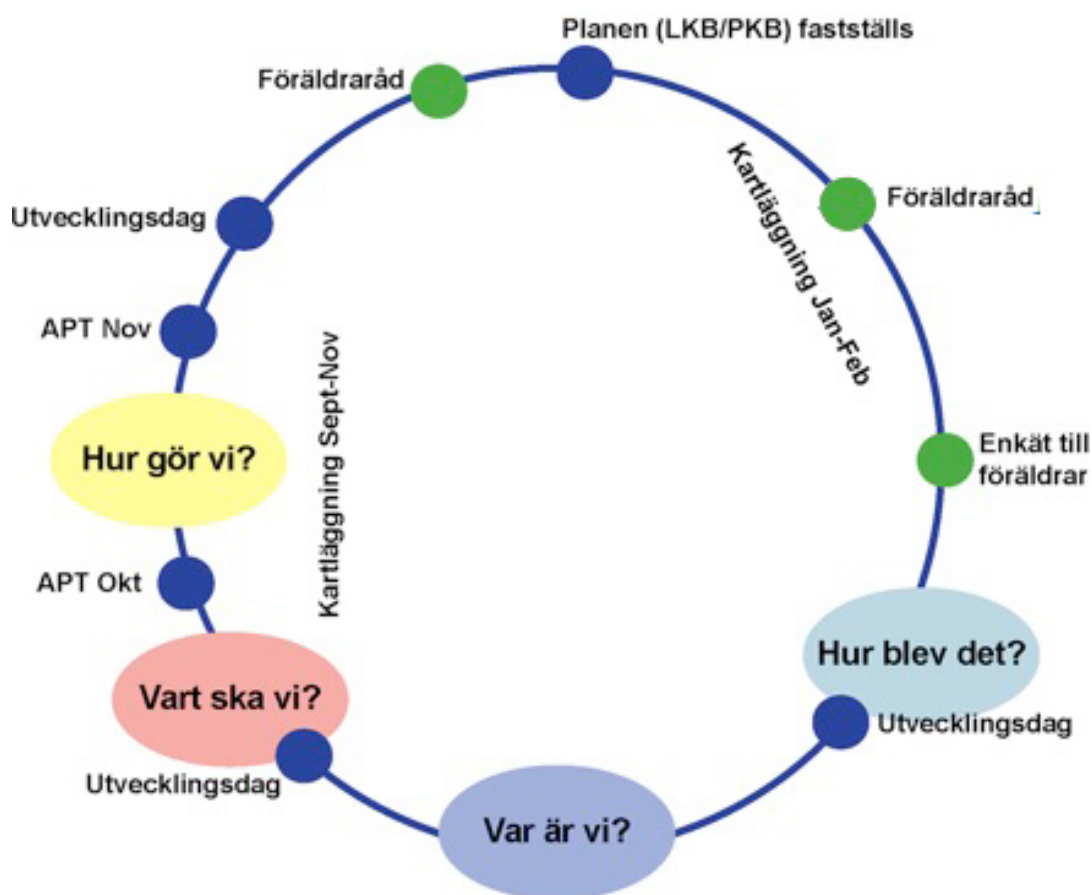 Planen (LKB/PKB) fastställs
Föräldraråd
Föräldraråd
Utvecklingsdag
Kartläggning Jan-Feb
APT Nov
Kartläggning Sept-Nov
Hur gör vi?
Enkät till
föräldrar
APT Okt
Hur blev det?
Vart ska vi?
Utvecklingsdag
Utvecklingsdag
Var är vi?